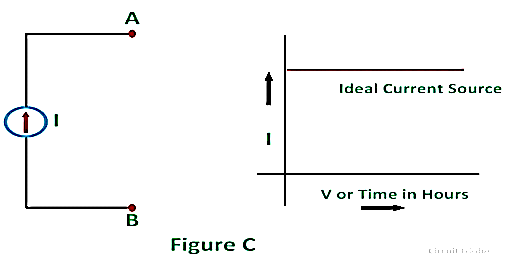 A
I
B
Ideal Current Source
I
V or Time in Hours
Figure C